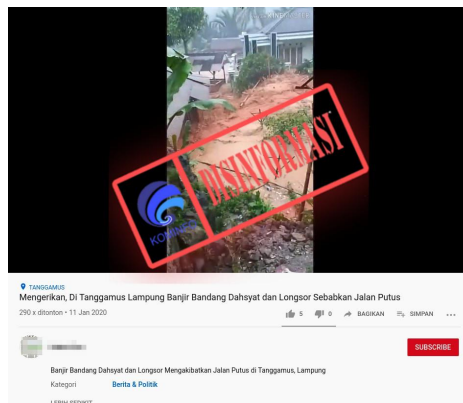 DISINFORMASI
KOMINFO
TANGGAMUS
Mengerikan, Di Tanggamus Lampung Banjir Bandang Dahsyat dan Longsor Sebabkan Jalan Putus
290 x ditonton • 11 Jan 2020
5 0 BAGIKAN SIMPAN
SUBSCRIBE
Banjir Bandang Dahsyat dan Longsor Mengakibatkan Jalan Putus di Tanggamus, Lampung
Kategori Berita & Politik
LEBIH SEDIKIT